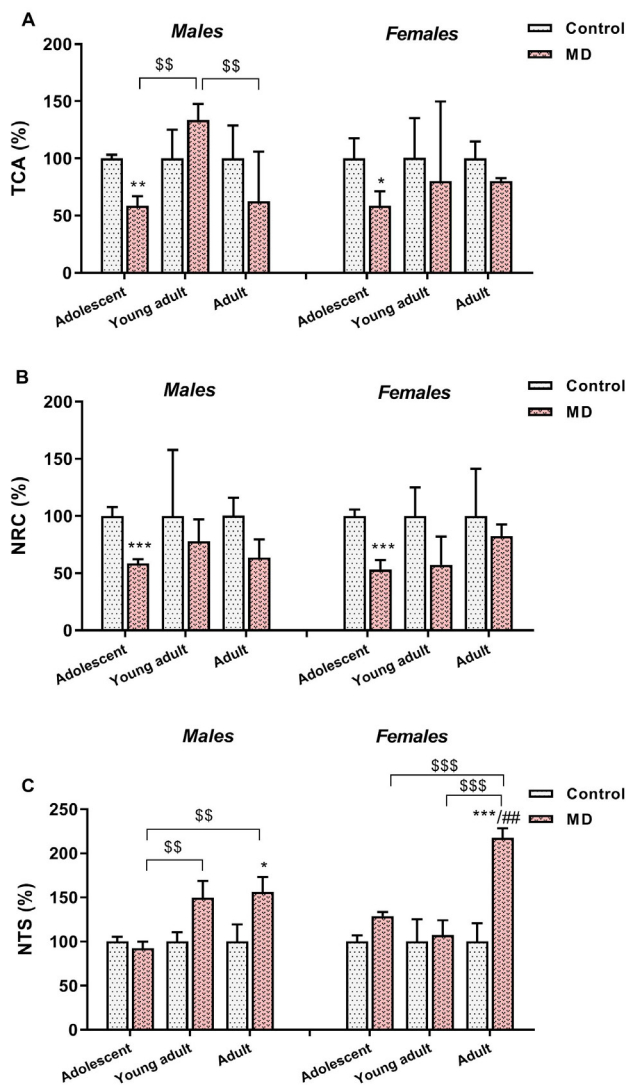 A
Males
Females
Control
MD
TCA (%)
200
150
100
50
0
$$
$$
**
*
Adolescent
Young adult
Adult
Adolescent
Young adult
Adult
B
Males
Females
Control
MD
NRC (%)
200
150
100
50
0
***
***
Adolescent
Young adult
Adult
Adolescent
Young adult
Adult
Males
Females
C
Control
MD
NTS (%)
250
200
150
100
50
0
$$
$$
*
$$$
$$$
***/##
Adolescent
Young adult
Adult
Adolescent
Young adult
Adult